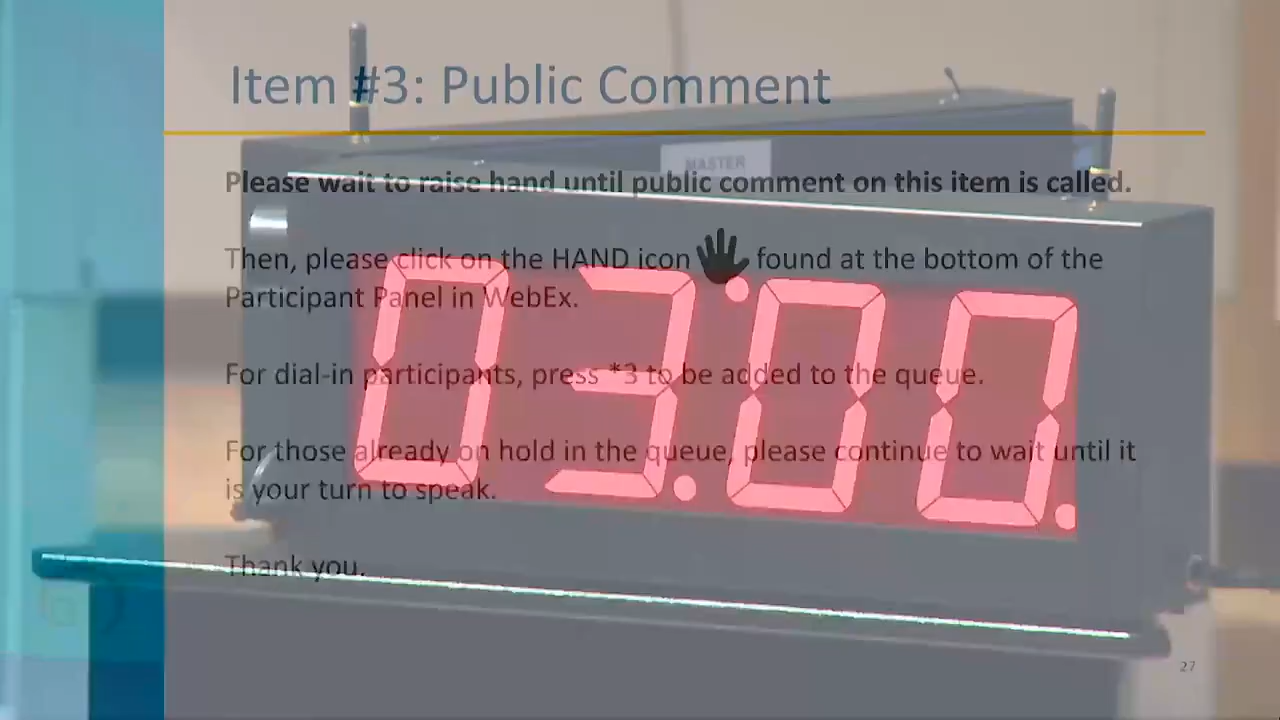 Item #3: Public Comment
MASTER
Please wait to raise hand until public comment on this item is called.
Then, please click on the HAND icon found at the bottom of the
Participant Panel in WebEx.
03:00
For dial-in participants, press *3 to be added to the queue.
For those already on hold in the queue, please continue to wait until it
is your turn to speak.
Thank you.
27